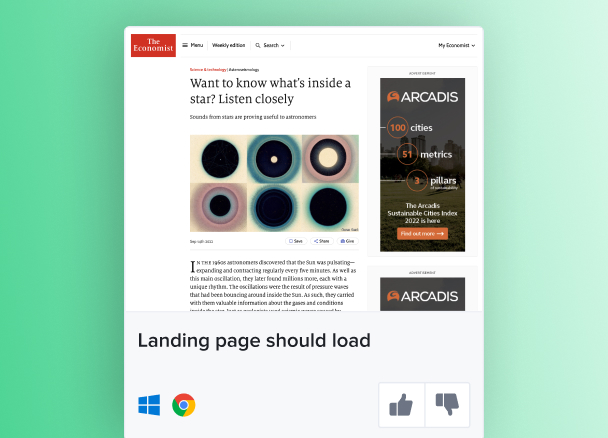 The
Economist
Menu
Weekly edition
Search
My Economist
Science & technology | Asteroseismology
Want to know what's inside a
star? Listen closely
Sounds from stars are proving useful to astronomers
Sep 14th 2022
Save
Share
Give
IN THE 1960s astronomers discovered that the Sun was pulsating—
expanding and contracting regularly every five minutes. As well as
this main oscillation, they later found millions more, each with a
unique rhythm. The oscillations were the result of pressure waves
that had been bouncing around inside the Sun. As such, they carried
with them valuable information about the gases and conditions
ADVERTISEMENT
ARCADIS
100 cities
51 metrics
3 pillars
of sustainability
The Arcadis
Sustainable Cities Index
2022 is here
Find out more →
ADVERTISEMENT
ARCADIS
Landing page should load